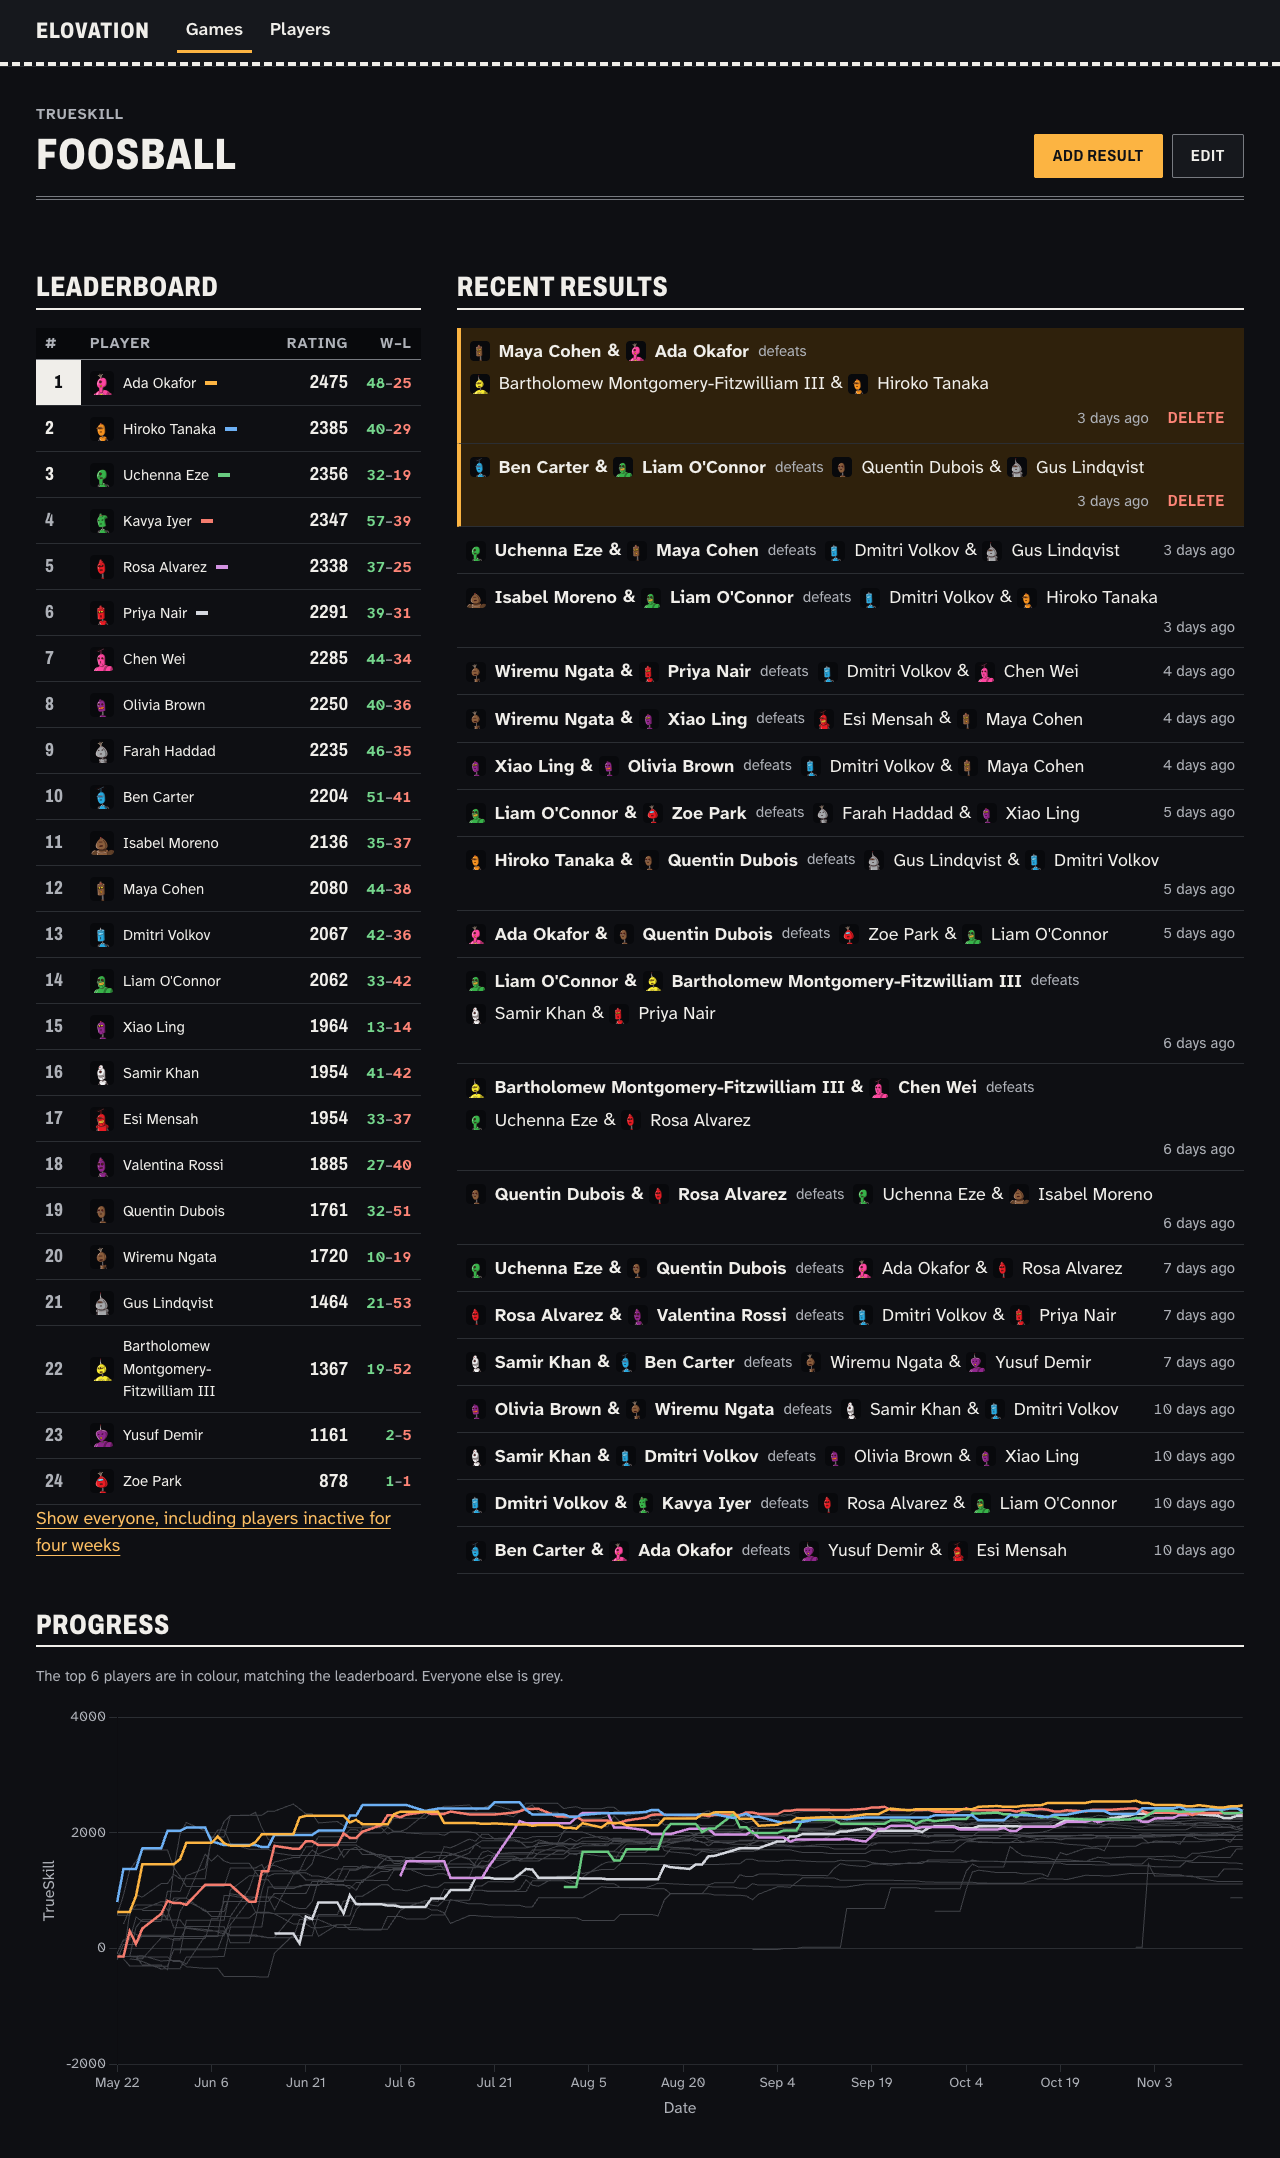 ELOVATION Games Players
TRUESKILL
FOOSBALL
ADD RESULT EDIT
LEADERBOARD
# PLAYER RATING W–L
1 Ada Okafor 2475 48–25
2 Hiroko Tanaka 2385 40–29
3 Uchenna Eze 2356 32–19
4 Kavya Iyer 2347 57–39
5 Rosa Alvarez 2338 37–25
6 Priya Nair 2291 39–31
7 Chen Wei 2285 44–34
8 Olivia Brown 2250 40–36
9 Farah Haddad 2235 46–35
10 Ben Carter 2204 51–41
11 Isabel Moreno 2136 35–37
12 Maya Cohen 2080 44–38
13 Dmitri Volkov 2067 42–36
14 Liam O'Connor 2062 33–42
15 Xiao Ling 1964 13–14
16 Samir Khan 1954 41–42
17 Esi Mensah 1954 33–37
18 Valentina Rossi 1885 27–40
19 Quentin Dubois 1761 32–51
20 Wiremu Ngata 1720 10–19
21 Gus Lindqvist 1464 21–53
Bartholomew
22 Montgomery- 1367 19–52
Fitzwilliam III
23 Yusuf Demir 1161 2–5
24 Zoe Park 878 1–1
Show everyone, including players inactive for
four weeks
RECENT RESULTS
Maya Cohen & Ada Okafor defeats
Bartholomew Montgomery-Fitzwilliam III & Hiroko Tanaka
3 days ago DELETE
Ben Carter & Liam O'Connor defeats Quentin Dubois & Gus Lindqvist
3 days ago DELETE
Uchenna Eze & Maya Cohen defeats Dmitri Volkov & Gus Lindqvist 3 days ago
Isabel Moreno & Liam O'Connor defeats Dmitri Volkov & Hiroko Tanaka
3 days ago
Wiremu Ngata & Priya Nair defeats Dmitri Volkov & Chen Wei 4 days ago
Wiremu Ngata & Xiao Ling defeats Esi Mensah & Maya Cohen 4 days ago
Xiao Ling & Olivia Brown defeats Dmitri Volkov & Maya Cohen 4 days ago
Liam O'Connor & Zoe Park defeats Farah Haddad & Xiao Ling 5 days ago
Hiroko Tanaka & Quentin Dubois defeats Gus Lindqvist & Dmitri Volkov
5 days ago
Ada Okafor & Quentin Dubois defeats Zoe Park & Liam O'Connor 5 days ago
Liam O'Connor & Bartholomew Montgomery-Fitzwilliam III defeats
Samir Khan & Priya Nair
6 days ago
Bartholomew Montgomery-Fitzwilliam III & Chen Wei defeats
Uchenna Eze & Rosa Alvarez
6 days ago
Quentin Dubois & Rosa Alvarez defeats Uchenna Eze & Isabel Moreno
6 days ago
Uchenna Eze & Quentin Dubois defeats Ada Okafor & Rosa Alvarez 7 days ago
Rosa Alvarez & Valentina Rossi defeats Dmitri Volkov & Priya Nair 7 days ago
Samir Khan & Ben Carter defeats Wiremu Ngata & Yusuf Demir 7 days ago
Olivia Brown & Wiremu Ngata defeats Samir Khan & Dmitri Volkov 10 days ago
Samir Khan & Dmitri Volkov defeats Olivia Brown & Xiao Ling 10 days ago
Dmitri Volkov & Kavya Iyer defeats Rosa Alvarez & Liam O'Connor 10 days ago
Ben Carter & Ada Okafor defeats Yusuf Demir & Esi Mensah 10 days ago
PROGRESS
The top 6 players are in colour, matching the leaderboard. Everyone else is grey.
4000
2000
0
-2000
TrueSkill
May 22 Jun 6 Jun 21 Jul 6 Jul 21 Aug 5 Aug 20 Sep 4 Sep 19 Oct 4 Oct 19 Nov 3
Date